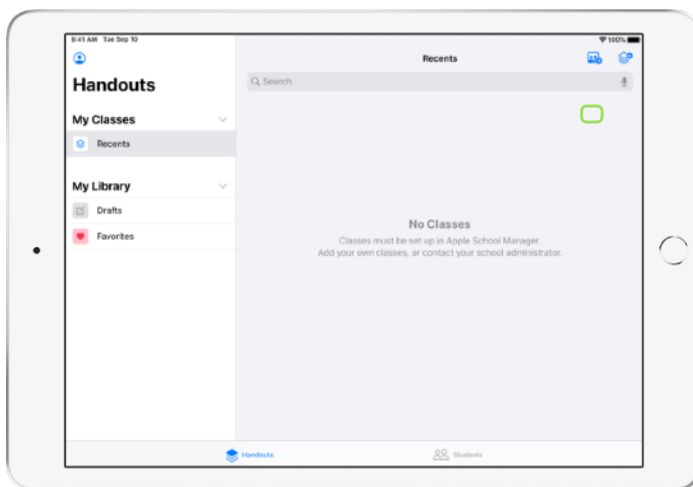 9:41 AM Tue Sep 10
100%
Recents
Handouts
Search
My Classes
Recents
My Library
Drafts
Favorites
No Classes
Classes must be set up in Apple School Manager.
Add your own classes, or contact your school administrator.
Handouts
Students